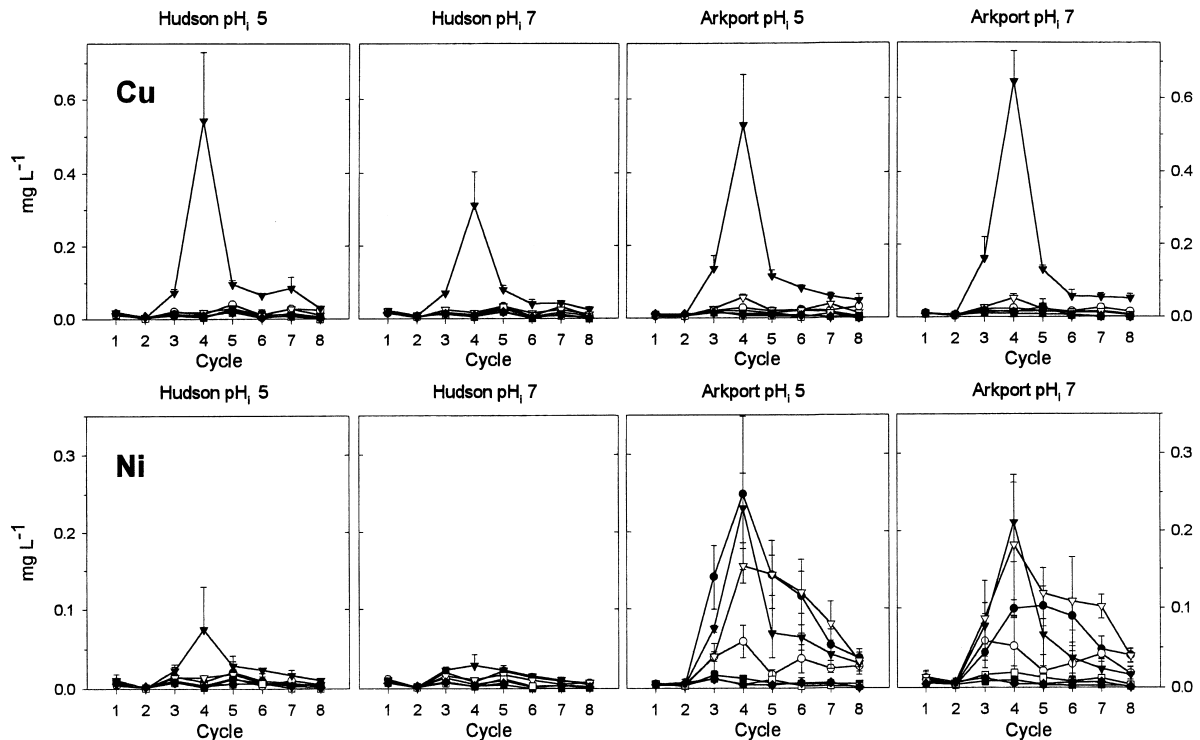 Hudson pHi 5 Hudson pHi 7 Arkport pHi 5 Arkport pHi 7
Cu
mg L-1
0.6 0.6
0.4 0.4
0.2 0.2
0.0 0.0
1 2 3 4 5 6 7 8 1 2 3 4 5 6 7 8 1 2 3 4 5 6 7 8 1 2 3 4 5 6 7 8
Cycle Cycle Cycle Cycle
Hudson pHi 5 Hudson pHi 7 Arkport pHi 5 Arkport pHi 7
Ni
mg L-1
0.3 0.3
0.2 0.2
0.1 0.1
0.0 0.0
1 2 3 4 5 6 7 8 1 2 3 4 5 6 7 8 1 2 3 4 5 6 7 8 1 2 3 4 5 6 7 8
Cycle Cycle Cycle Cycle